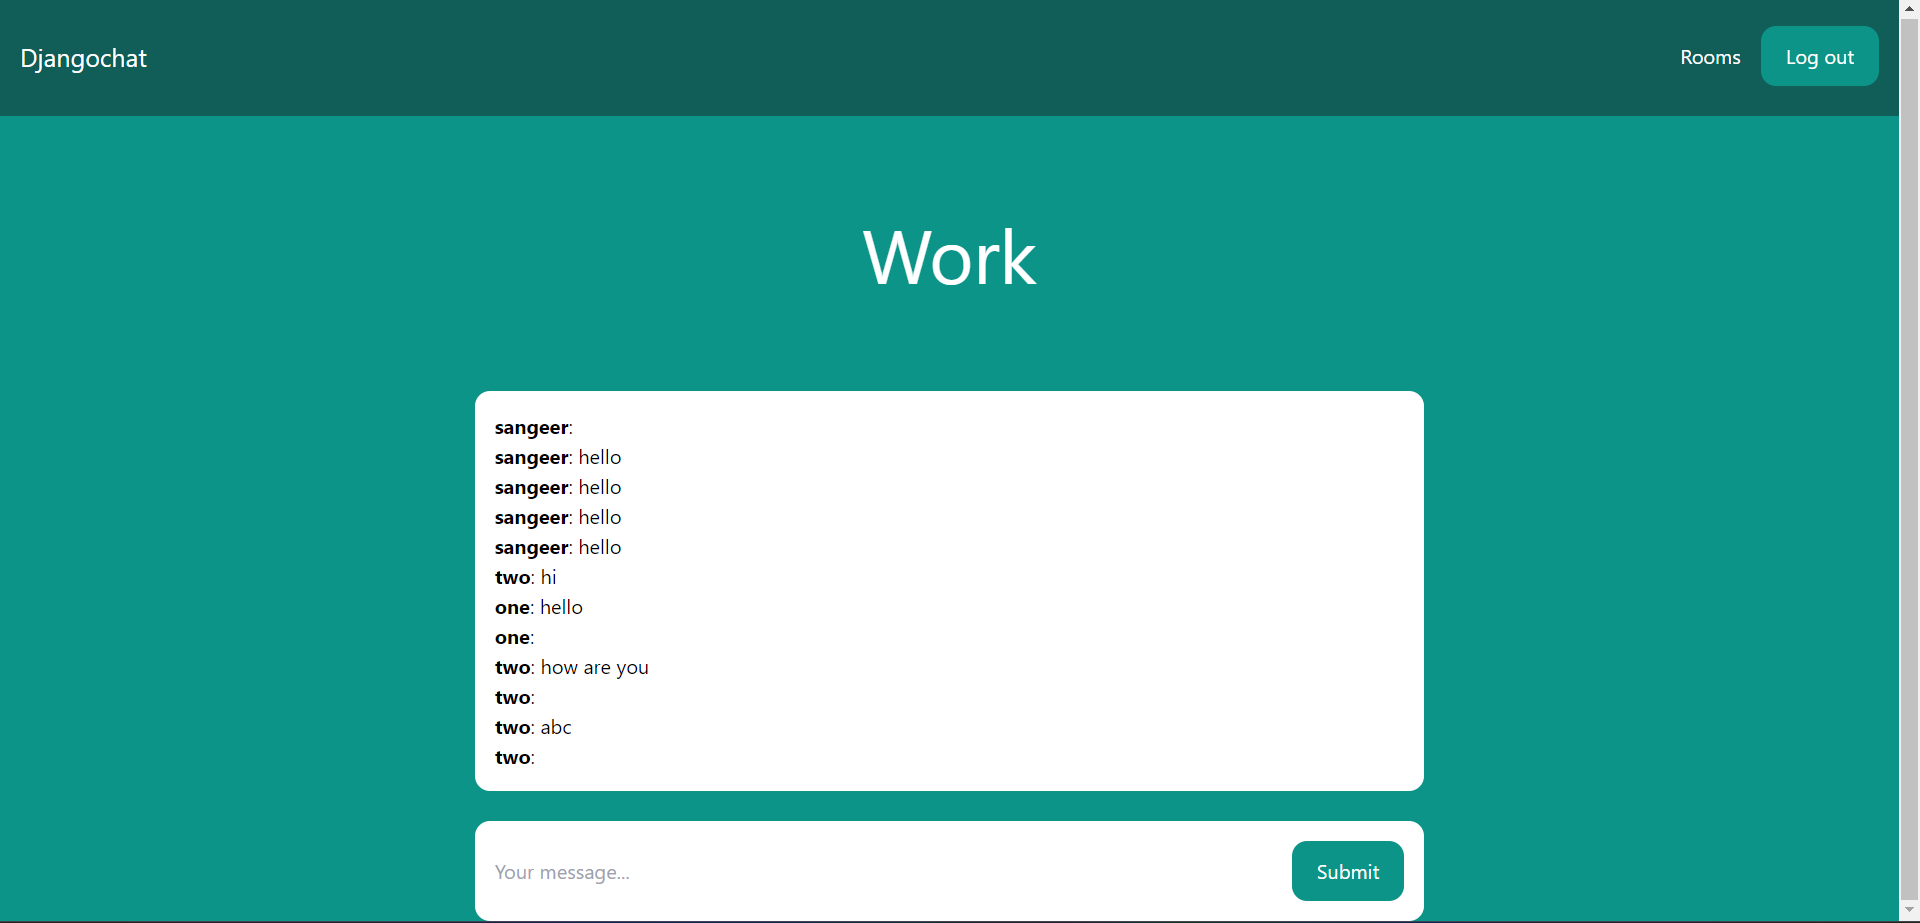 Djangochat
Rooms
Log out
Work
sangeer:
sangeer: hello
sangeer: hello
sangeer: hello
sangeer: hello
two: hi
one: hello
one:
two: how are you
two:
two: abc
two:
Your message...
Submit